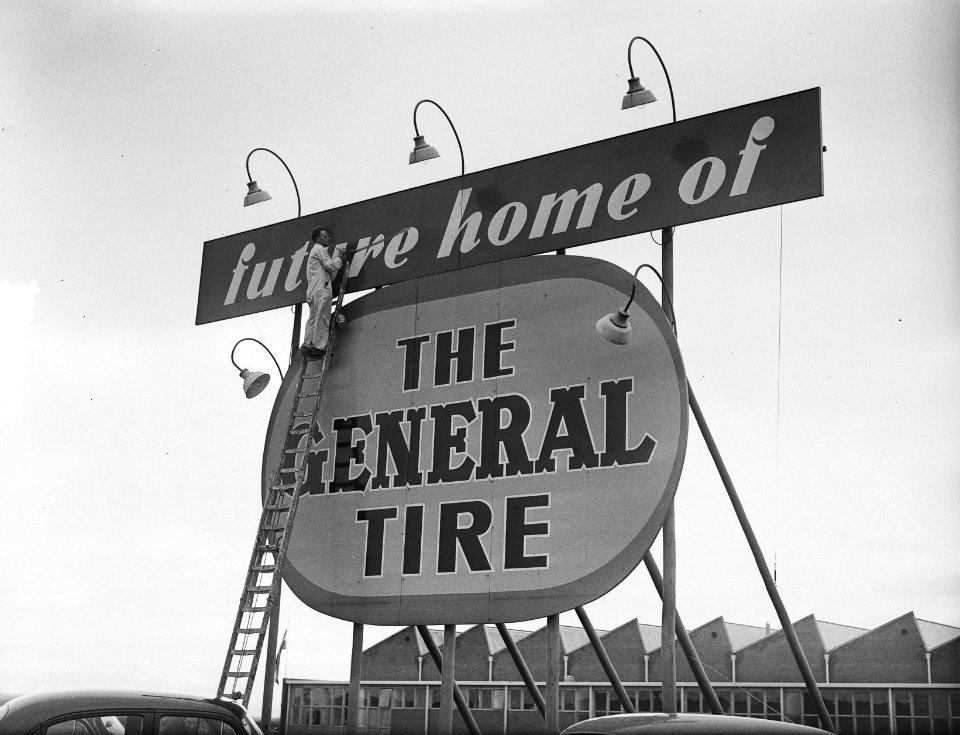 future home of
THE
GENERAL
TIRE